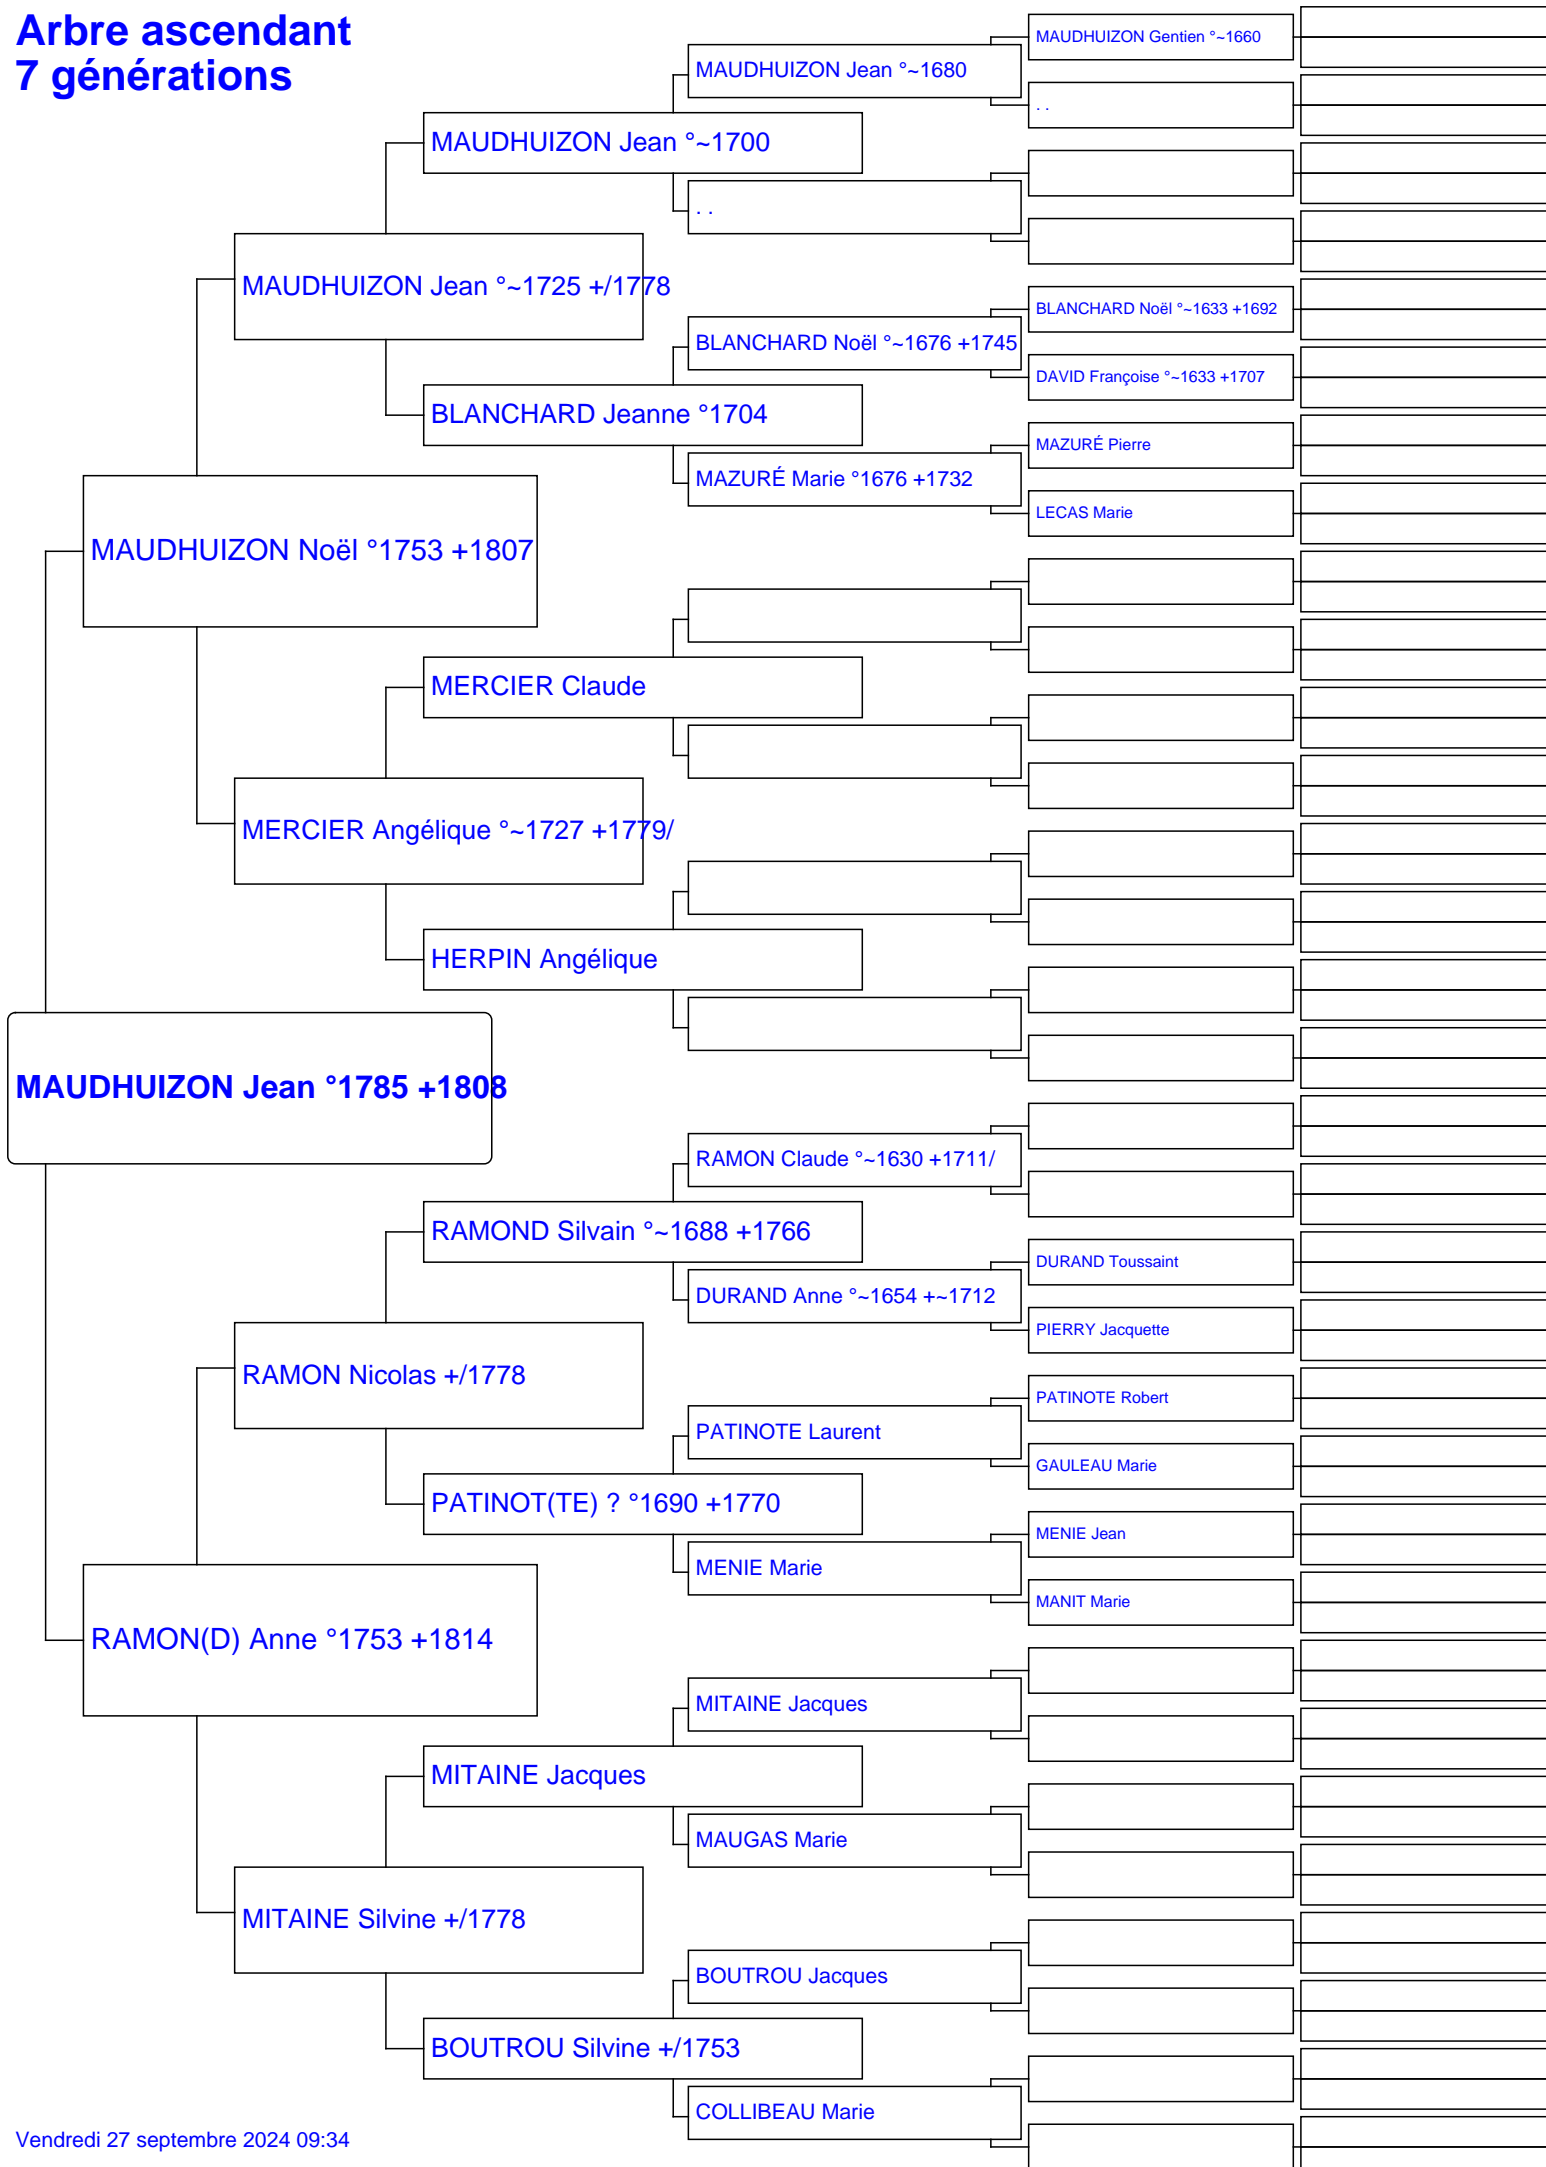 Arbre ascendant
7 générations
MAUDHUIZON Gentien °~1660
MAUDHUIZON Jean °~1680
. .
MAUDHUIZON Jean °~1700
. .
MAUDHUIZON Jean °~1725 +/1778
BLANCHARD Noël °~1633 +1692
BLANCHARD Noël °~1676 +1745
DAVID Françoise °~1633 +1707
BLANCHARD Jeanne °1704
MAZURÉ Pierre
MAZURÉ Marie °1676 +1732
LECAS Marie
MAUDHUIZON Noël °1753 +1807
MERCIER Claude
MERCIER Angélique °~1727 +1779/
HERPIN Angélique
MAUDHUIZON Jean °1785 +1808
RAMON Claude °~1630 +1711/
RAMOND Silvain °~1688 +1766
DURAND Toussaint
DURAND Anne °~1654 +~1712
PIERRY Jacquette
RAMON Nicolas +/1778
PATINOTE Robert
PATINOTE Laurent
GAULEAU Marie
PATINOT(TE) ? °1690 +1770
MENIE Jean
MENIE Marie
MANIT Marie
RAMON(D) Anne °1753 +1814
MITAINE Jacques
MITAINE Jacques
MAUGAS Marie
MITAINE Silvine +/1778
BOUTROU Jacques
BOUTROU Silvine +/1753
COLLIBEAU Marie
Vendredi 27 septembre 2024 09:34